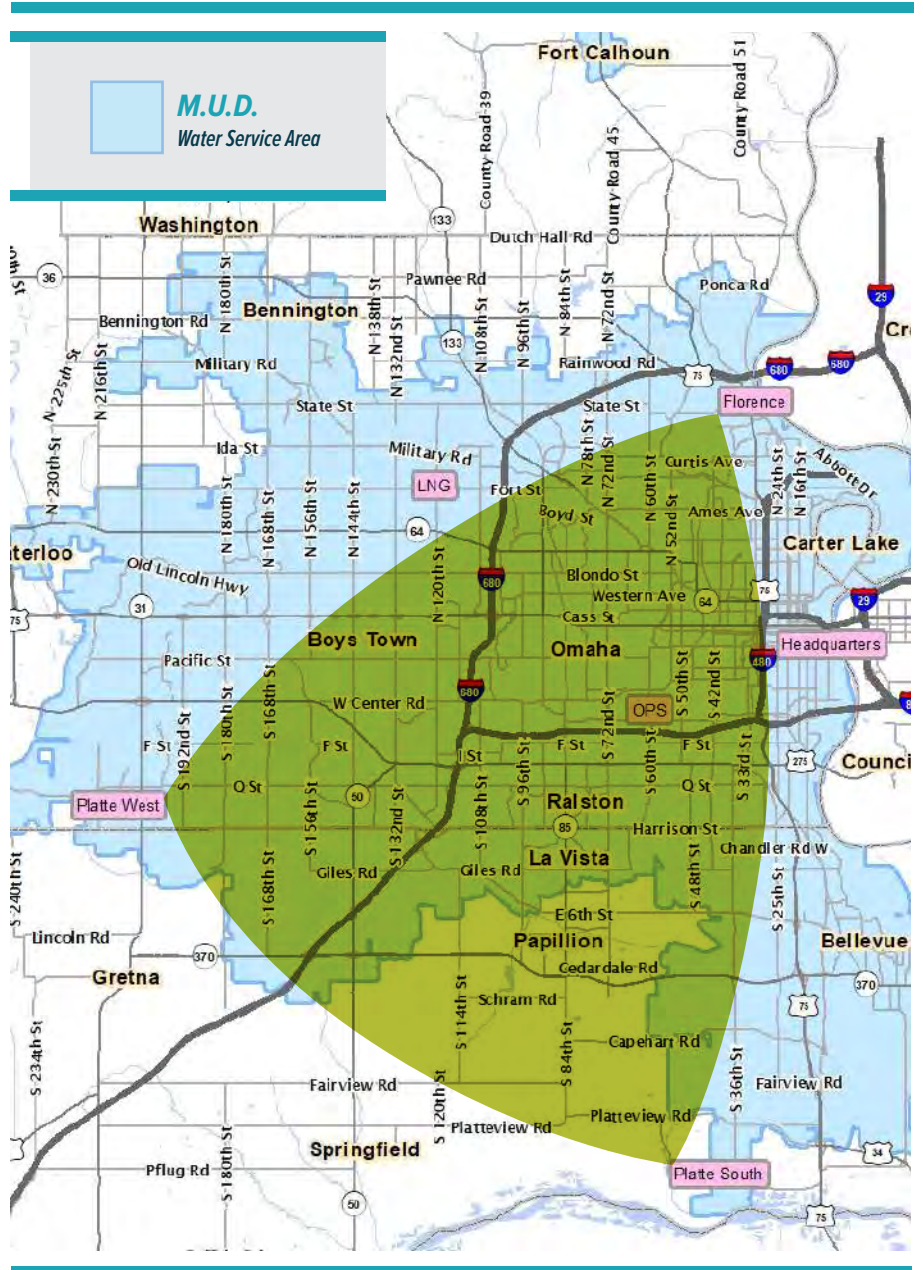 M.U.D.
Water Service Area
Fort Calhoun
County Road 51
County Road 39
County Road 45
Washington
133
Dutch Hall Rd
36
Pawnee Rd
Ponca Rd
N 180th St
N 138th St
N 132nd St
N 108th St
N 96th St
N 84th St
N 72nd St
29
Bennington
Bennington Rd
133
Military Rd
Rainwood Rd
75
680
680
N 225th St
N 216th St
State St
State St
Florence
N 230th St
Ida St
Military Rd
LNG
Fort St
N 78th St
N 72nd St
N 60th St
Curtis Ave
N 24th St
N 16th St
Abbott Dr
N 180th St
N 168th St
N 156th St
N 144th St
64
Boyd St
N 52nd St
Ames Ave
Carter Lake
Old Lincoln Hwy
N 120th St
680
Blondo St
Western Ave
64
75
29
75
31
Cass St
Boys Town
Omaha
Headquarters
480
Pacific St
S 168th St
680
W Center Rd
OPS
S 50th St
S 42nd St
S 192nd St
S 180th St
F St
F St
I St
F St
S 72nd St
S 60th St
F St
S 33rd St
275
Platte West
Q St
S 156th St
50
S 132nd St
S 108th St
S 96th St
Ralston
Q St
85
Harrison St
La Vista
Chandler Rd W
S 240th St
S 168th St
Giles Rd
Giles Rd
S 48th St
S 25th St
E 6th St
Lincoln Rd
370
Papillion
Bellevue
Gretna
Cedardale Rd
370
S 114th St
Schram Rd
75
S 234th St
S 84th St
Capehart Rd
S 36th St
Fairview Rd
S 120th St
Fairview Rd
Platteview Rd
Platteview Rd
S 180th St
Springfield
34
Pflug Rd
Platte South
50
75